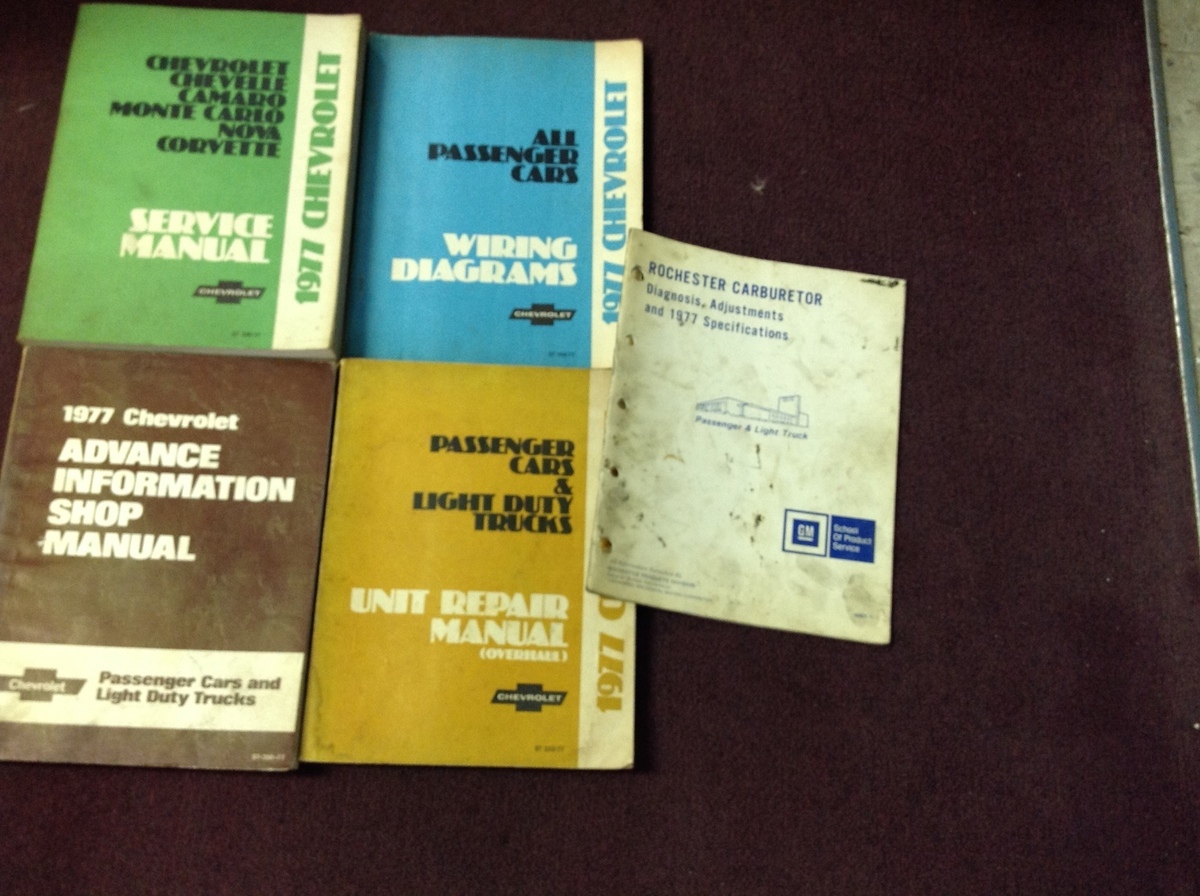 CHEVROLET
CHEVELLE
CAMARO
MONTE CARLO
NOVA
CORVETTE
SERVICE
MANUAL
CHEVROLET
1977 CHEVROLET
ALL
PASSENGER
CARS
WIRING
DIAGRAMS
CHEVROLET
1977 CHEVROLET
ROCHESTER CARBURETOR
Diagnosis, Adjustments
and 1977 Specifications
Passenger & Light Truck
GM
School
Of Product
Service
1977 Chevrolet
ADVANCE
INFORMATION
SHOP
MANUAL
Chevrolet
Passenger Cars and
Light Duty Trucks
PASSENGER
CARS
&
LIGHT DUTY
TRUCKS
UNIT REPAIR
MANUAL
(OVERHAUL)
CHEVROLET
1977 C